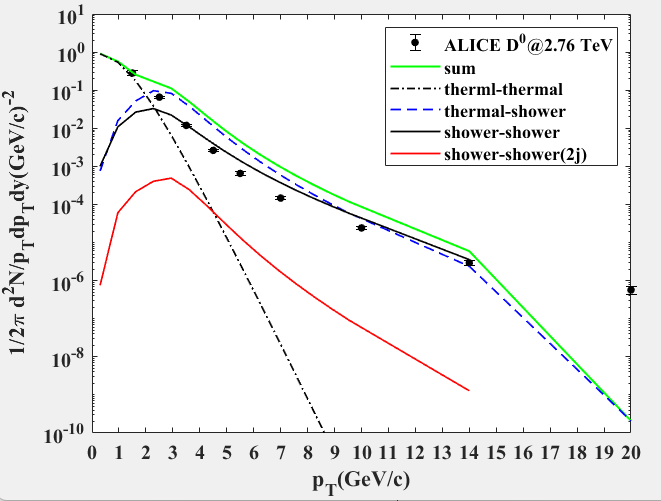 10^1
10^0
10^-1
10^-2
10^-3
10^-4
10^-6
10^-8
10^-10
1/2π d^2N/p_Tdp_Tdy(GeV/c)^-2
ALICE D^0@2.76 TeV
sum
therml-thermal
thermal-shower
shower-shower
shower-shower(2j)
0 1 2 3 4 5 6 7 8 9 10 11 12 13 14 15 16 17 18 19 20
p_T(GeV/c)